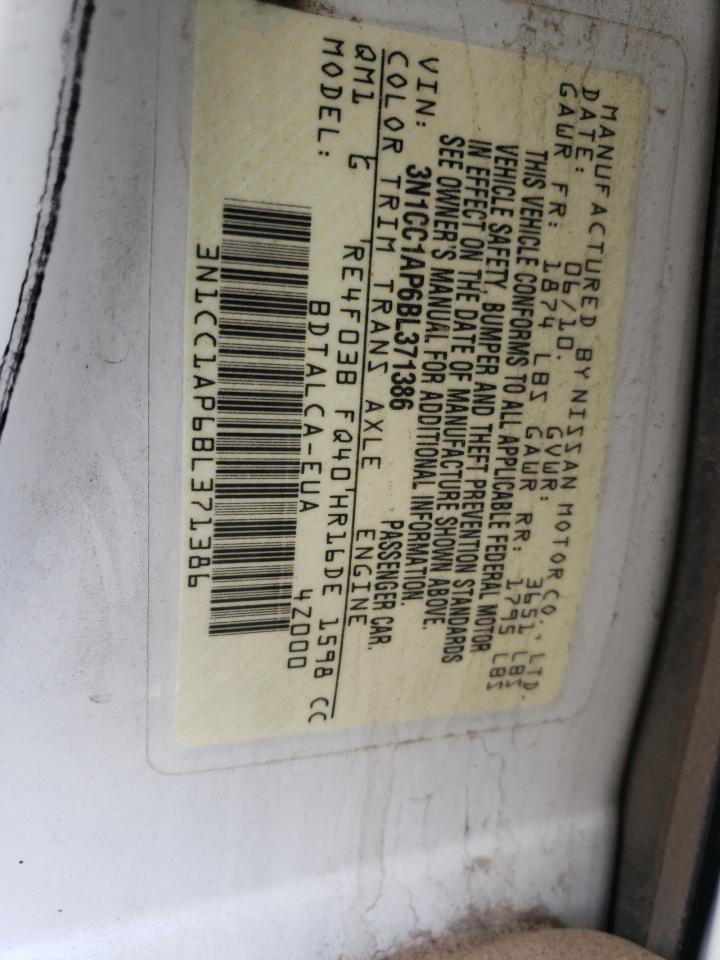 MANUFACTURED BY NISSAN MOTOR CO., LTD.
DATE: 06/10. GVWR: 3651 LBS
GAWR FR: 1874 LBS GAWR RR: 1795 LBS
THIS VEHICLE CONFORMS TO ALL APPLICABLE FEDERAL MOTOR
VEHICLE SAFETY, BUMPER AND THEFT PREVENTION STANDARDS
IN EFFECT ON THE DATE OF MANUFACTURE SHOWN ABOVE.
SEE OWNER'S MANUAL FOR ADDITIONAL INFORMATION.
VIN: 3N1CC1AP6BL371386 PASSENGER CAR.
COLOR TRIM TRANS AXLE ENGINE
QM1 G RE4F03B FQ40 HR16DE 1598 CC
MODEL: BDTALCA-EUA 4Z000
3N1CC1AP6BL371386